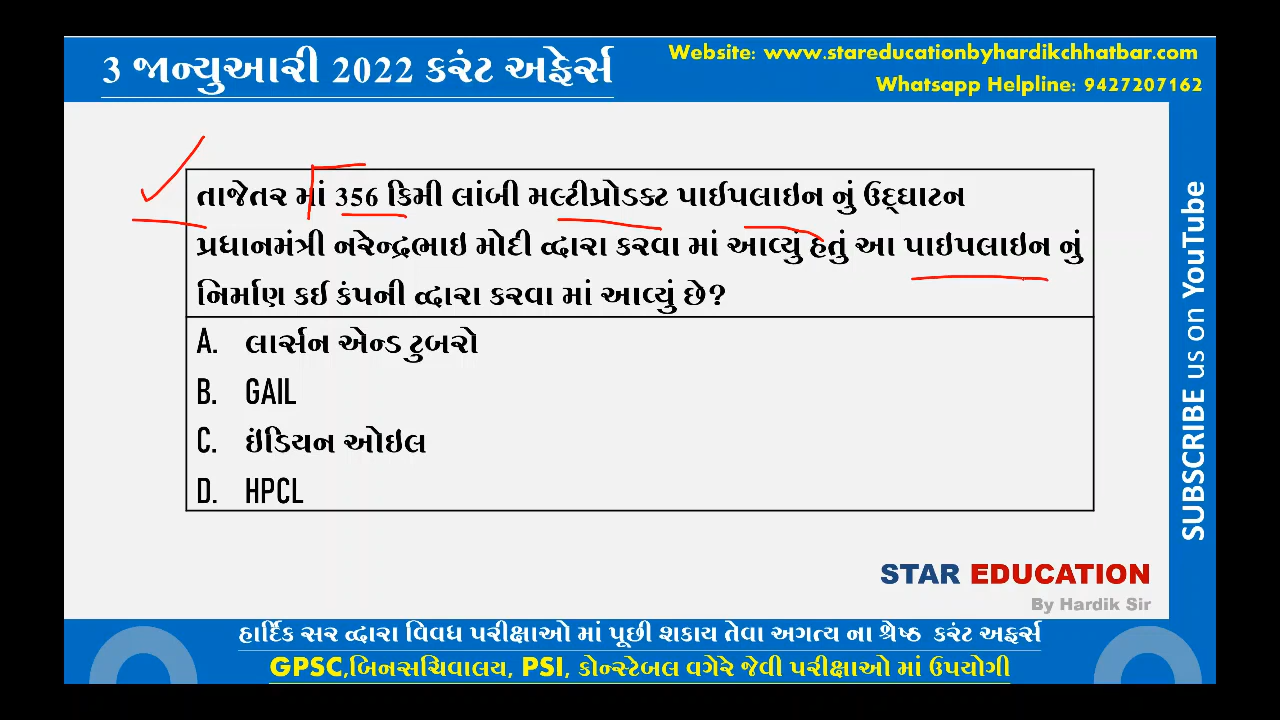 3 જાન્યુઆરી 2022 કરંટ અફેર્સ
Website: www.stareducationbyhardikchhatbar.com
Whatsapp Helpline: 9427207162
તાજેતર માં 356 કિમી લાંબી મલ્ટીપ્રોડક્ટ પાઈપલાઇન નું ઉદ્ઘાટન
પ્રધાનમંત્રી નરેન્દ્રભાઇ મોદી દ્વારા કરવા માં આવ્યું હતું આ પાઇપલાઇન નું
નિર્માણ કઈ કંપની દ્વારા કરવા માં આવ્યું છે?
A. લાર્સન એન્ડ ટુબરો
B. GAIL
C. ઇંડિયન ઓઇલ
D. HPCL
SUBSCRIBE us on YouTube
STAR EDUCATION
By Hardik Sir
હાર્દિક સર દ્વારા વિવધ પરીક્ષાઓ માં પૂછી શકાય તેવા અગત્ય ના શ્રેષ્ઠ કરંટ અફર્સ
GPSC,બિનસચિવાલય, PSI, કોન્સ્ટેબલ વગેરે જેવી પરીક્ષાઓ માં ઉપયોગી